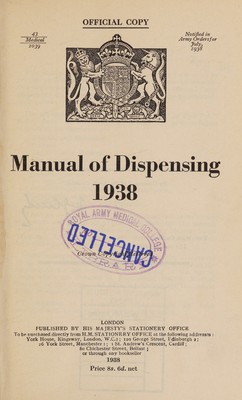 OFFICIAL COPY
43
Medical
1039
Notified in
Army Orders for
July,
1938
Manual of Dispensing
1938
ROYAL ARMY MEDICAL COLLEGE
CANCELLED
Crown
LONDON
PUBLISHED BY HIS MAJESTY'S STATIONERY OFFICE
To be purchased directly from H.M. STATIONERY OFFICE at the following addresses:
York House, Kingsway, London, W.C.2; 120 George Street, Edinburgh 2;
26 York Street, Manchester 1; 1 St. Andrew's Crescent, Cardiff;
80 Chichester Street, Belfast;
or through any bookseller
1938
Price 8s. 6d. net